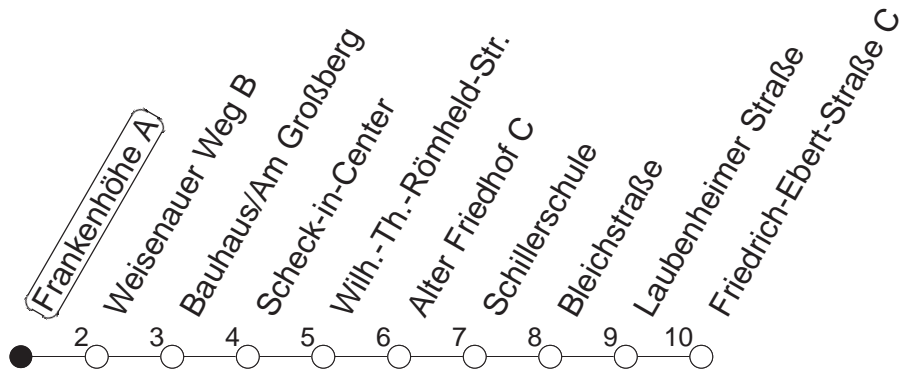 Frankenhöhe A
Weisenauer Weg B
Bauhaus/Am Großberg
Scheck-in-Center
Wilh.-Th.-Römheld-Str.
Alter Friedhof C
Schillerschule
Bleichstraße
Laubenheimer Straße
Friedrich-Ebert-Straße C
2 3 4 5 6 7 8 9 10